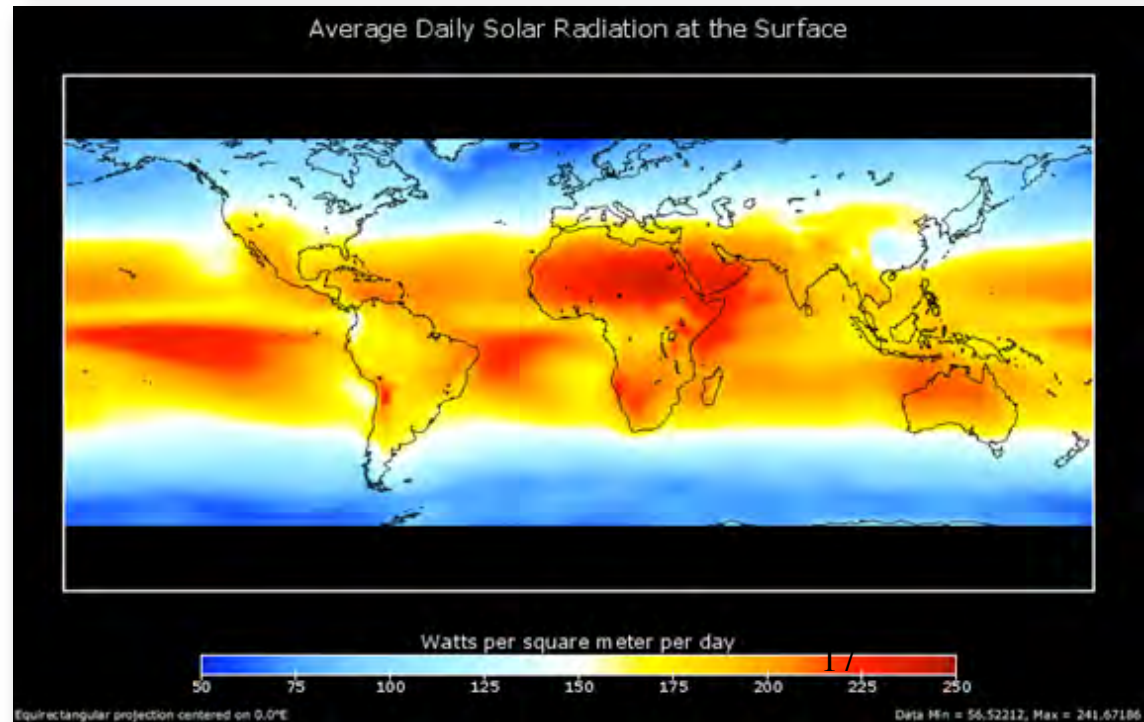 Average Daily Solar Radiation at the Surface
Watts per square meter per day
17
50 75 100 125 150 175 200 225 250
Equirectangular projection centered on 0.0°E
Data Min = 56.52212, Max = 241.67186